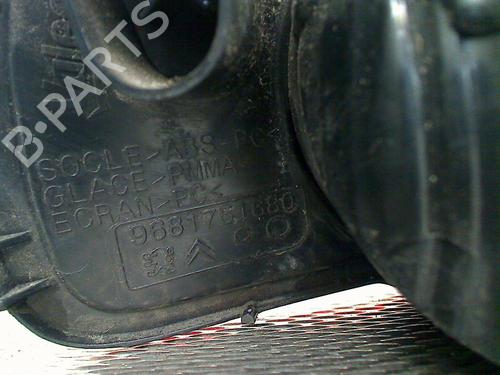 B-PARTS
SOCLE>ABS-PC<
GLACE>PMMA<
ECRAN>PC<
9681751680